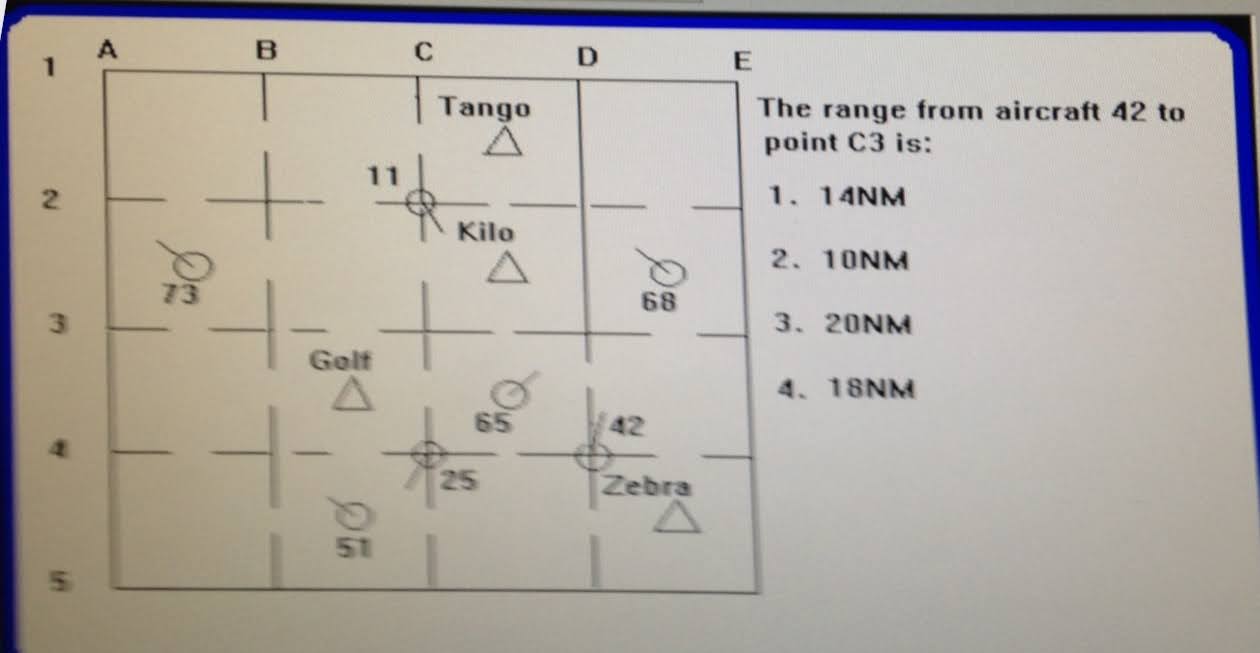 A B C D E
1
Tango
The range from aircraft 42 to
point C3 is:
11
1. 14NM
2
Kilo
2. 10NM
73
68
3
3. 20NM
Golf
4. 18NM
65
42
4
25
Zebra
51
5